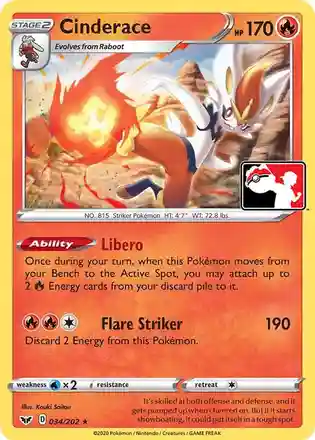 STAGE 2
Cinderace
HP 170
Evolves from Raboot
NO. 815 Striker Pokémon HT: 4'7" WT: 72.8 lbs
Ability Libero
Once during your turn, when this Pokémon moves from
your Bench to the Active Spot, you may attach up to
2 Energy cards from your discard pile to it.
Flare Striker 190
Discard 2 Energy from this Pokémon.
weakness ×2 resistance retreat
Illus. Kouki Saitou
D 034/202 ★
It's skilled at both offense and defense, and it
gets pumped up when cheered on. But if it starts
showboating, it could put itself in a tough spot.
©2020 Pokémon / Nintendo / Creatures / GAME FREAK